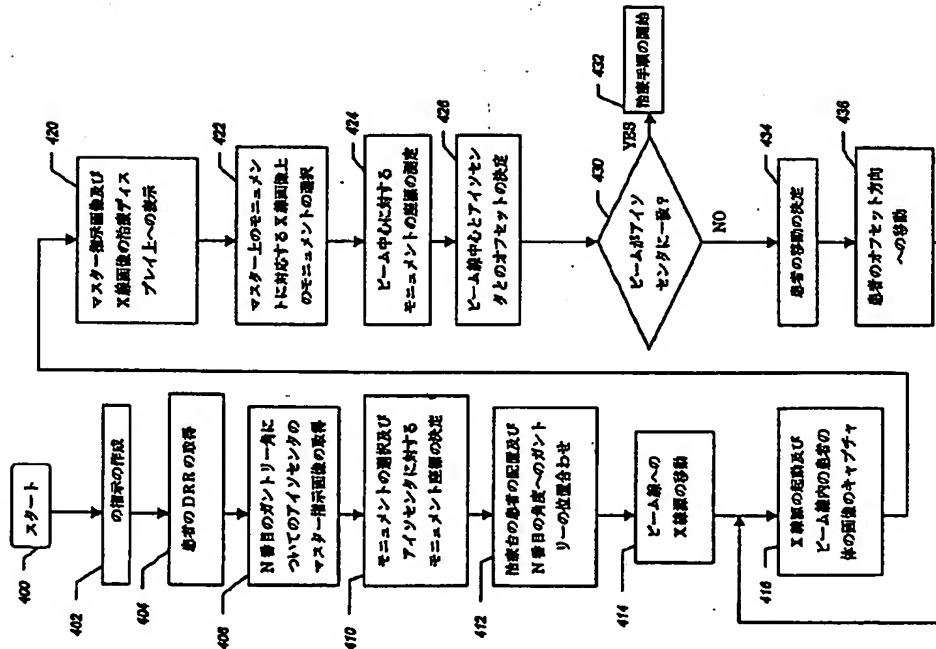 400
スタート
402
の指示の作成
404
患者のDRRの取得
408
N番目のガントリー角に
ついてのアイソセンタの
マスター指示画像の取得
410
モニュメントの選択及び
アイソセンタに対する
モニュメント座標の決定
412
治療台の患者の配置及び
N番目の角度へのガント
リーの位置合わせ
414
ビーム線への
X線源の移動
416
X線源の起動及び
ビーム線内の患者の
体の画像のキャプチャ
420
マスター指示画像及び
X線画像の治療ディス
プレイ上への表示
422
マスター上のモニュメン
トに対応するX線画像上
のモニュメントの選択
424
ビーム中心に対する
モニュメントの座標の測定
426
ビーム線中心とアイソセン
タとのオフセットの決定
430
ビームがアイソ
センタに一致?
YES
432
治療手順の開始
NO
434
患者の移動の決定
436
患者のオフセット方向
への移動